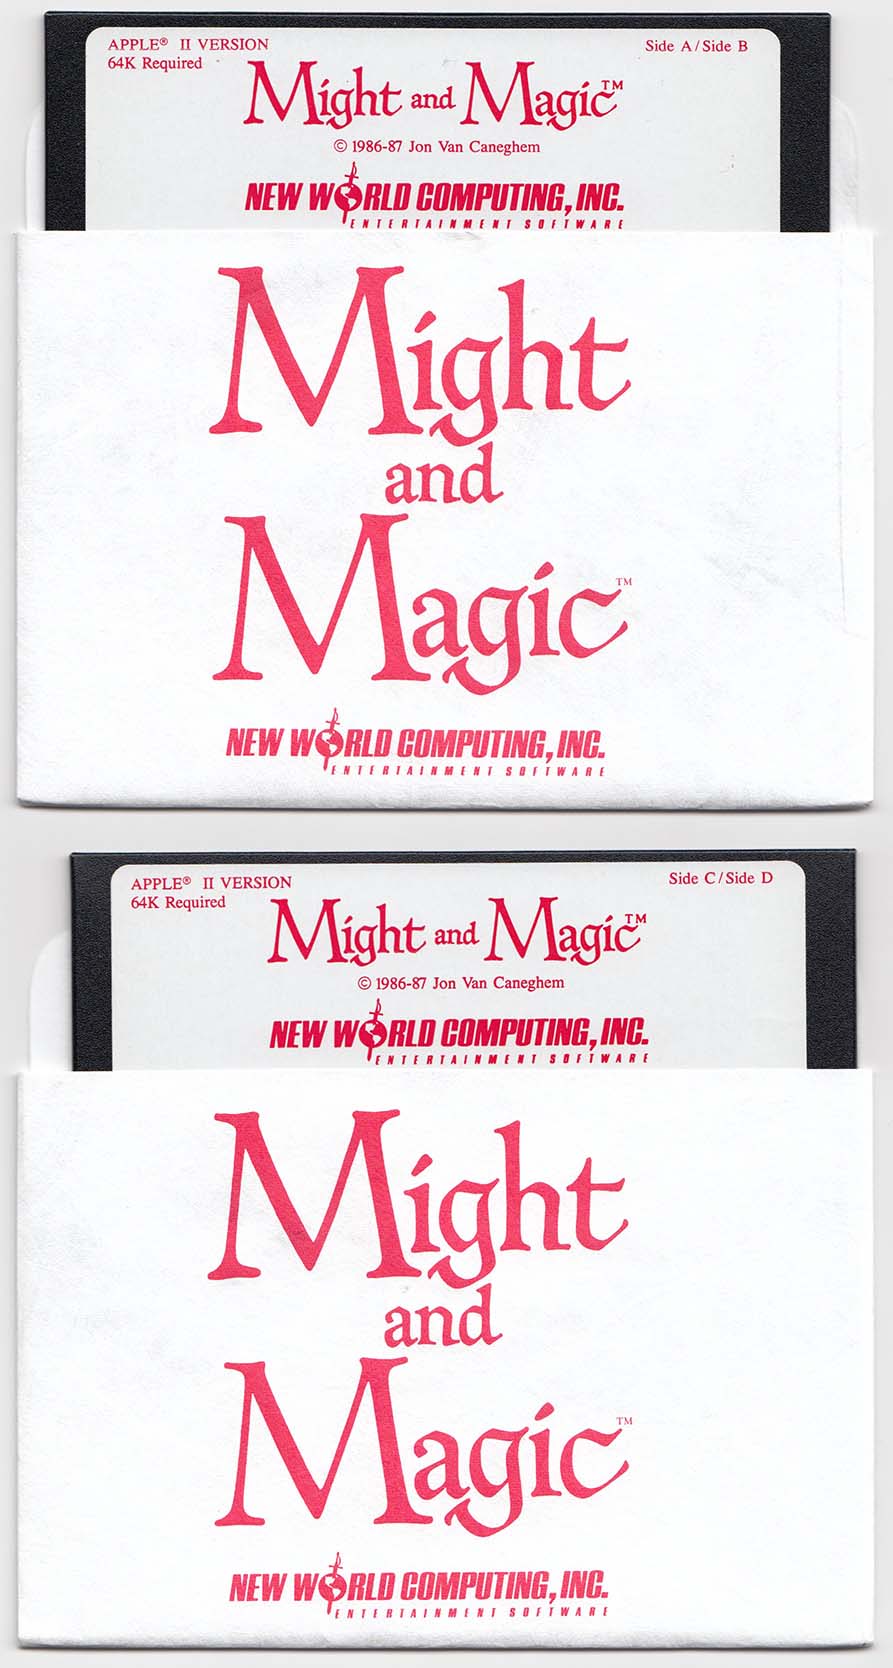 APPLE® II VERSION
Side A / Side B
64K Required
Might and Magic™
© 1986-87 Jon Van Caneghem
NEW WORLD COMPUTING, INC.
ENTERTAINMENT SOFTWARE
Might
and
Magic™
NEW WORLD COMPUTING, INC.
ENTERTAINMENT SOFTWARE
APPLE® II VERSION
Side C / Side D
64K Required
Might and Magic™
© 1986-87 Jon Van Caneghem
NEW WORLD COMPUTING, INC.
ENTERTAINMENT SOFTWARE
Might
and
Magic™
NEW WORLD COMPUTING, INC.
ENTERTAINMENT SOFTWARE